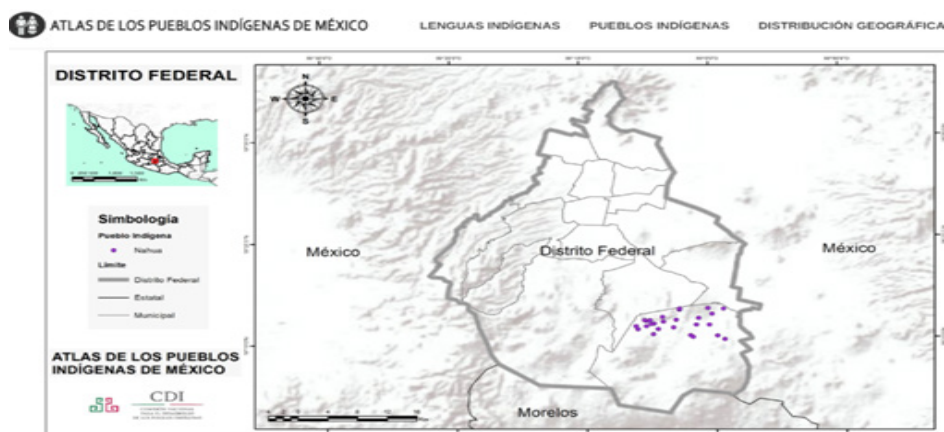 ATLAS DE LOS PUEBLOS INDÍGENAS DE MÉXICO
LENGUAS INDÍGENAS
PUEBLOS INDÍGENAS
DISTRIBUCIÓN GEOGRÁFICA
DISTRITO FEDERAL
Simbología
Pueblo Indígena
Nahua
Límite
Distrito Federal
Estatal
Municipal
ATLAS DE LOS PUEBLOS
INDÍGENAS DE MÉXICO
CDI
N
W
E
S
México
Distrito Federal
México
Morelos